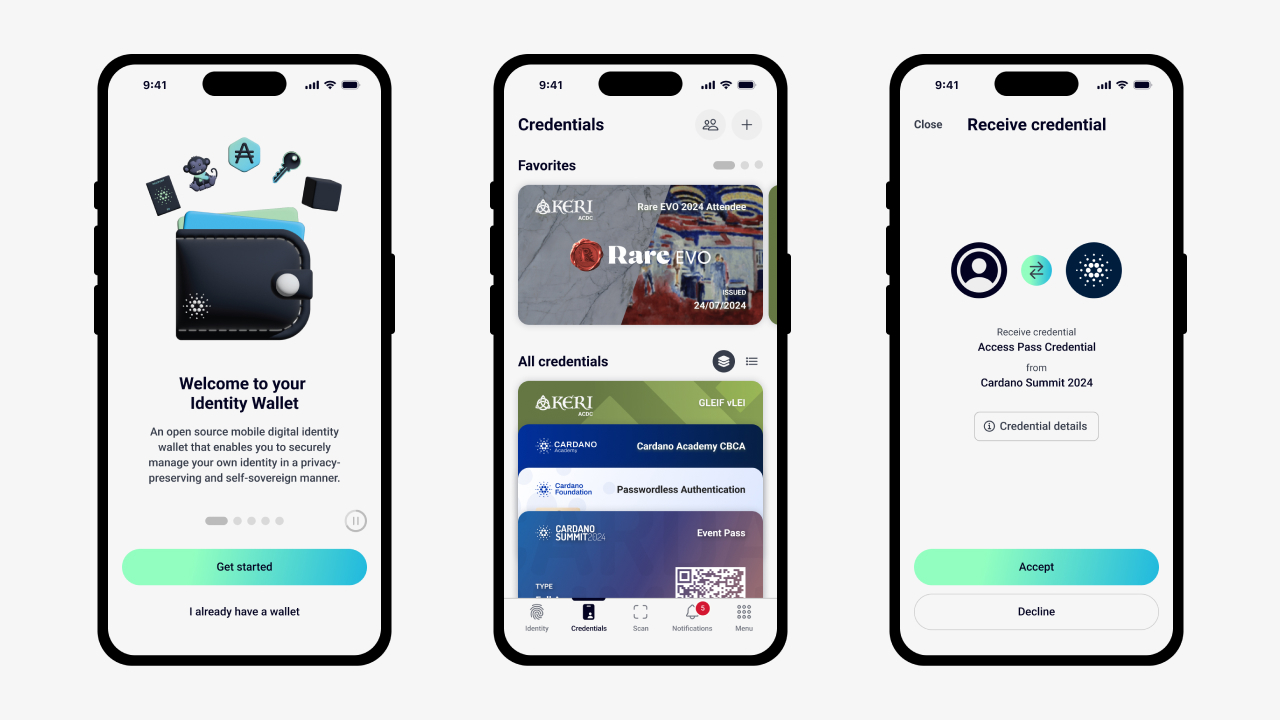 9:41
Welcome to your
Identity Wallet
An open source mobile digital identity
wallet that enables you to securely
manage your own identity in a privacy-
preserving and self-sovereign manner.
Get started
I already have a wallet
9:41
Credentials
Favorites
KERI
ACDC
Rare EVO 2024 Attendee
Rare EVO
ISSUED
24/07/2024
All credentials
KERI
ACDC
GLEIF vLEI
CARDANO
Academy
Cardano Academy CBCA
Cardano
Foundation
Passwordless Authentication
CARDANO
SUMMIT2024
Event Pass
TYPE
5
Identity
Credentials
Scan
Notifications
Menu
9:41
Close
Receive credential
Receive credential
Access Pass Credential
from
Cardano Summit 2024
Credential details
Accept
Decline